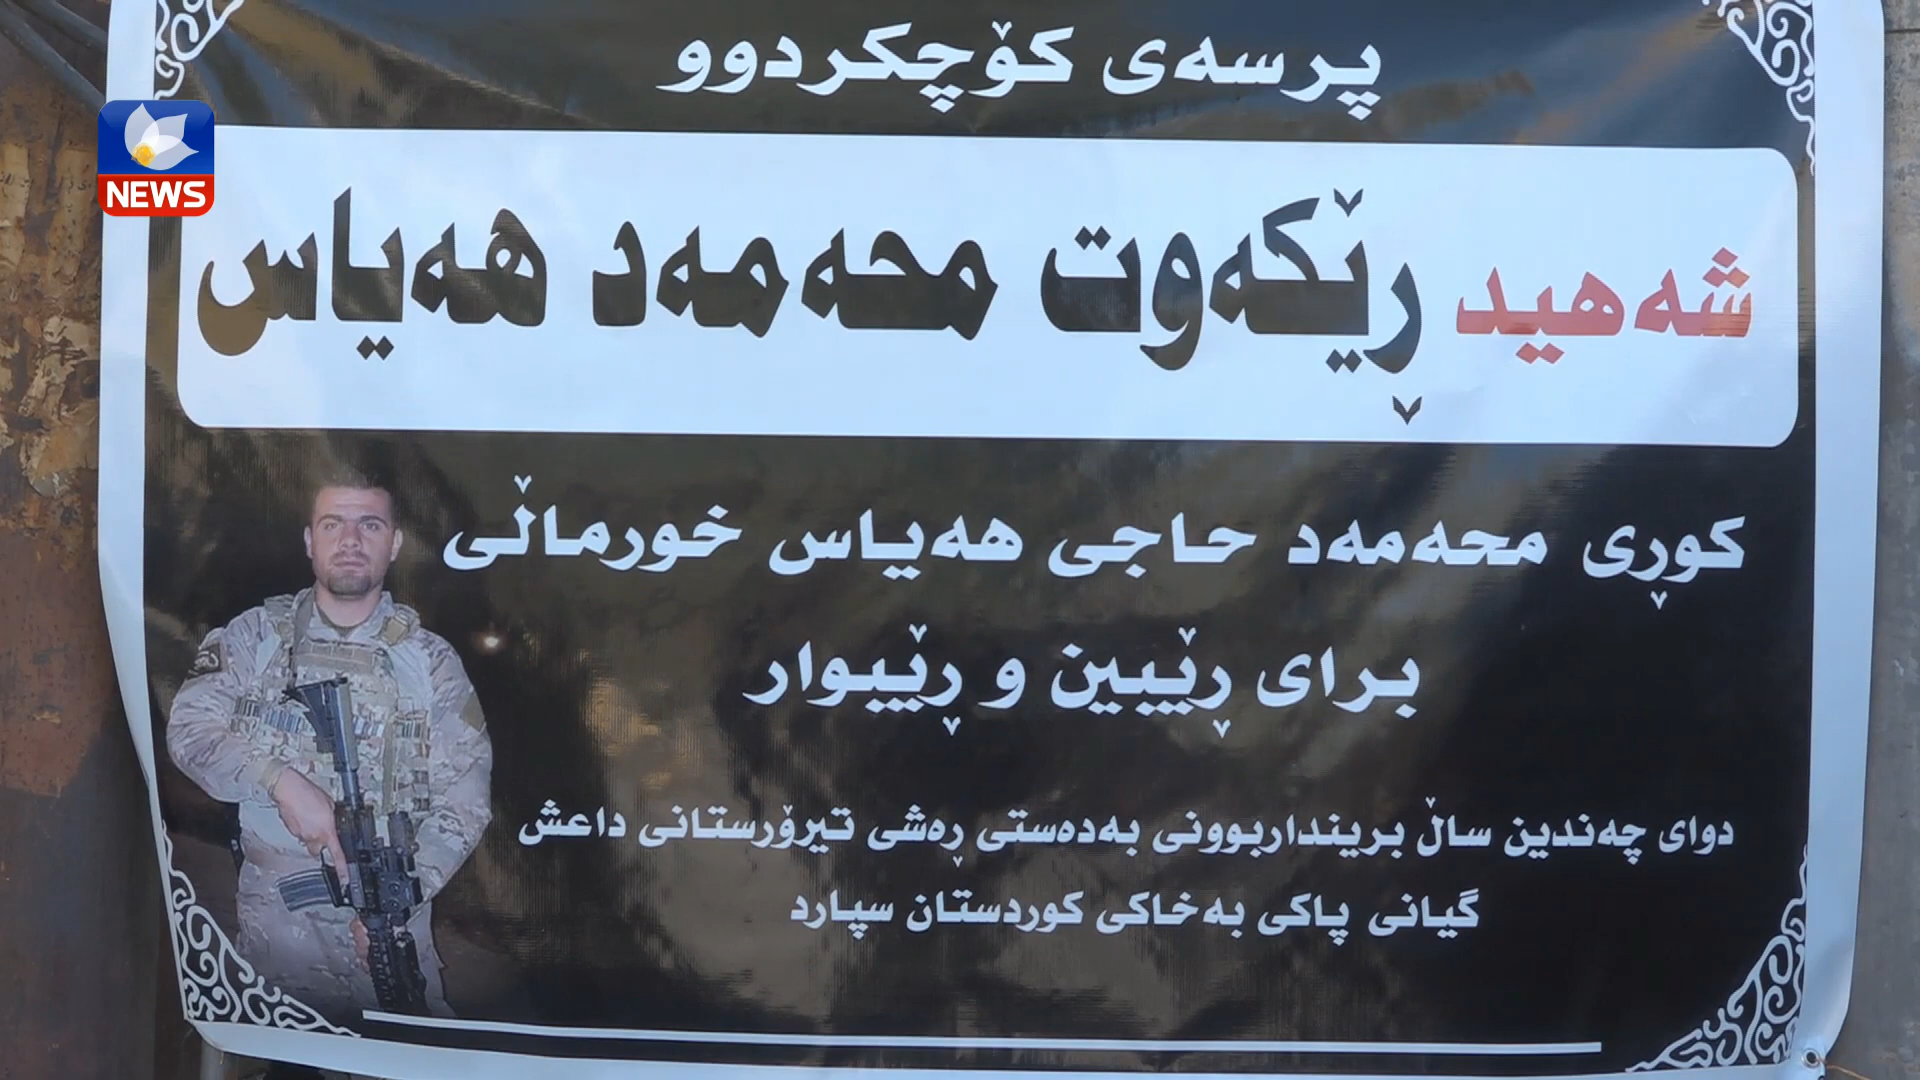 پرسەی کۆچکردوو
شەهید ڕێکەوت محەمەد هەیاس
کوڕی محەمەد حاجی هەیاس خورماڵی
برای ڕێبین و ڕێبوار
دوای چەندین ساڵ برینداربوونی بەدەستی ڕەشی تیرۆرستانی داعش
گیانی پاکی بەخاکی کوردستان سپارد
NEWS